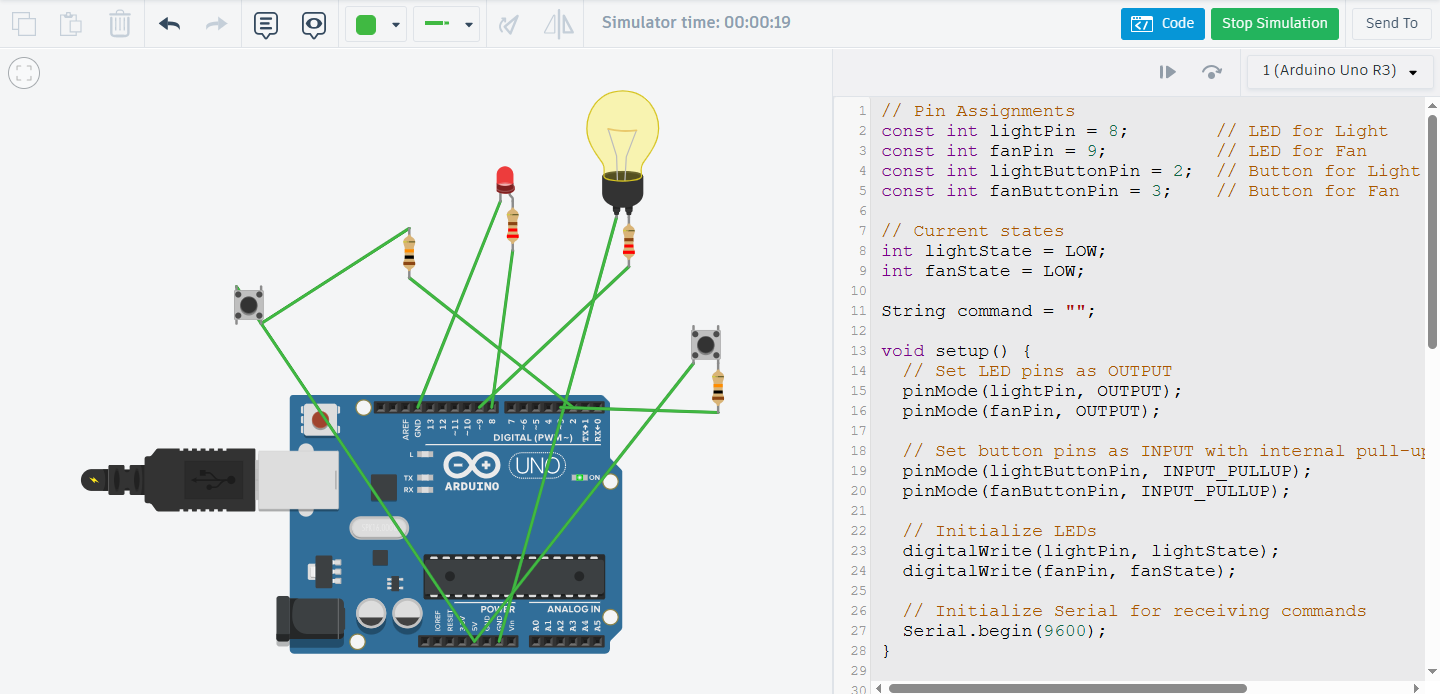 Simulator time: 00:00:19
Code
Stop Simulation
Send To
1 (Arduino Uno R3)
1 // Pin Assignments
2 const int lightPin = 8; // LED for Light
3 const int fanPin = 9; // LED for Fan
4 const int lightButtonPin = 2; // Button for Light
5 const int fanButtonPin = 3; // Button for Fan
6
7 // Current states
8 int lightState = LOW;
9 int fanState = LOW;
10
11 String command = "";
12
13 void setup() {
14 // Set LED pins as OUTPUT
15 pinMode(lightPin, OUTPUT);
16 pinMode(fanPin, OUTPUT);
17
18 // Set button pins as INPUT with internal pull-up
19 pinMode(lightButtonPin, INPUT_PULLUP);
20 pinMode(fanButtonPin, INPUT_PULLUP);
21
22 // Initialize LEDs
23 digitalWrite(lightPin, lightState);
24 digitalWrite(fanPin, fanState);
25
26 // Initialize Serial for receiving commands
27 Serial.begin(9600);
28 }
29
30
AREF
GND
13
12
~11
~10
~9
8
7
~6
~5
4
2
TX→1
RX←0
DIGITAL (PWM~)
L
TX
RX
ARDUINO
UNO
ON
POWER
ANALOG IN
IOREF
RESET
5V
GND
Vin
A0
A1
A2
A3
A4
A5